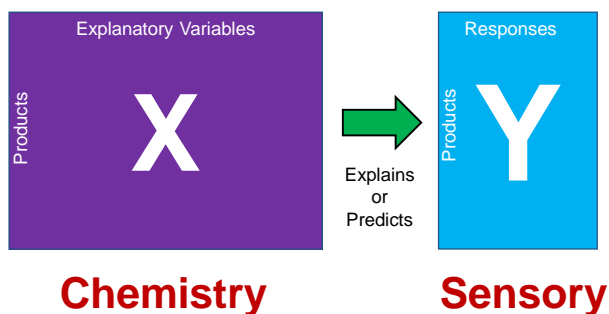 Explanatory Variables
Products
X
Explains
or
Predicts
Responses
Products
Y
Chemistry
Sensory